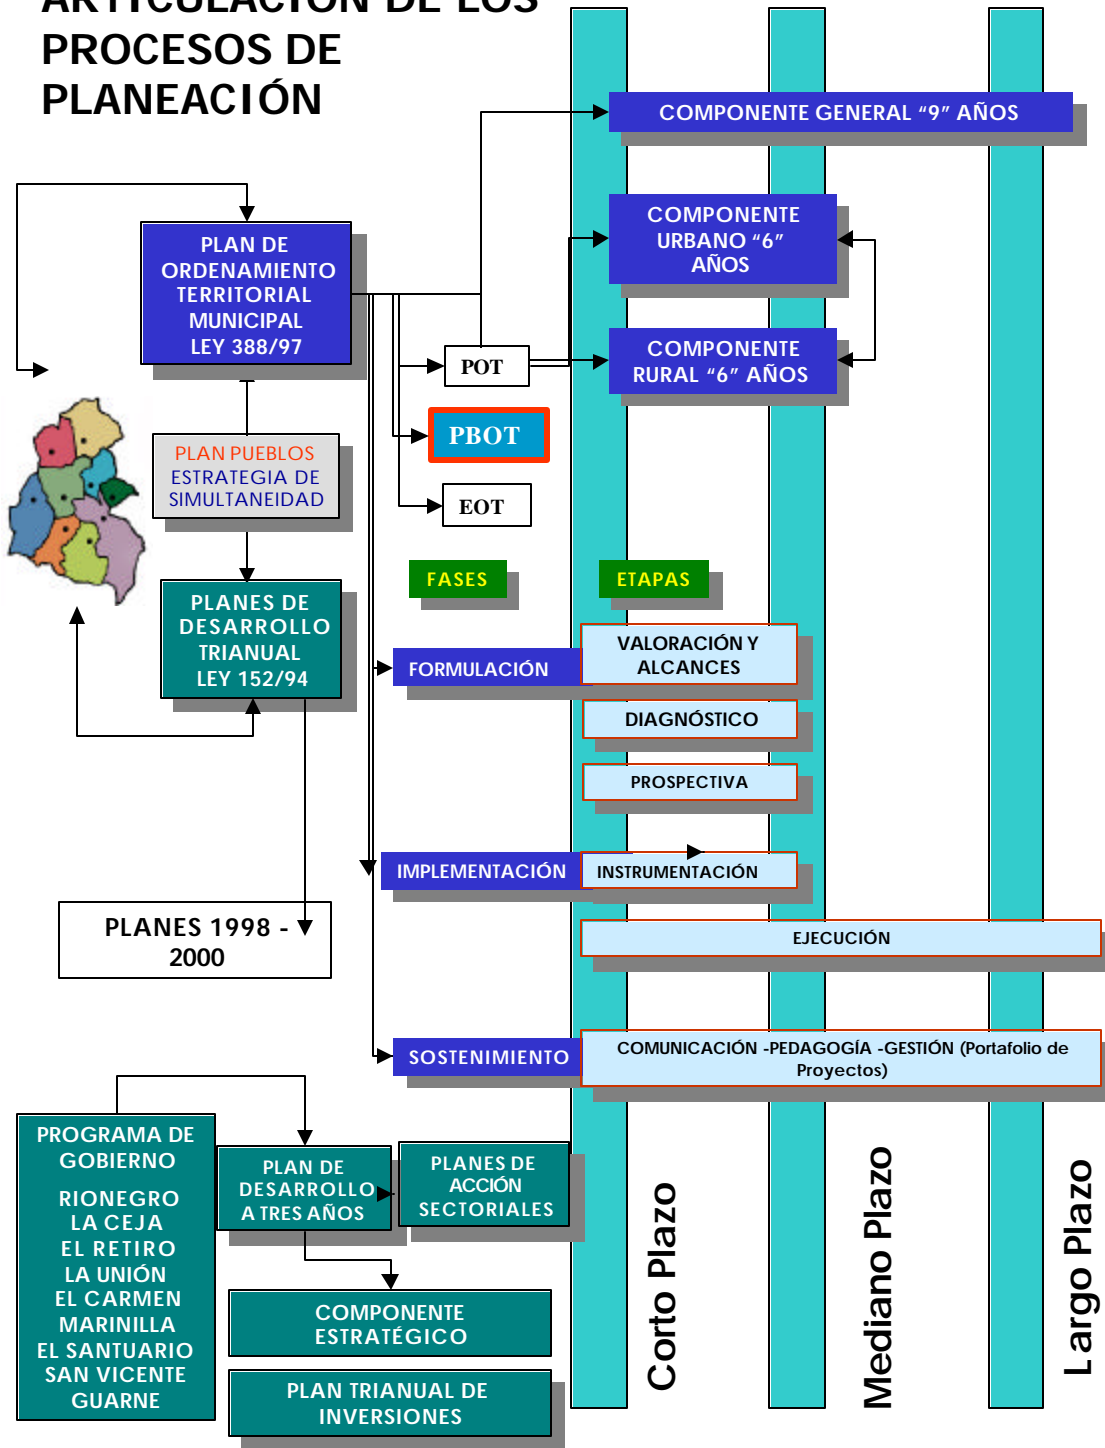 ARTICULACIÓN DE LOS
PROCESOS DE
PLANEACIÓN
COMPONENTE GENERAL “9” AÑOS
COMPONENTE
URBANO “6”
AÑOS
PLAN DE
ORDENAMIENTO
TERRITORIAL
MUNICIPAL
LEY 388/97
COMPONENTE
RURAL “6” AÑOS
POT
PBOT
EOT
PLAN PUEBLOS
ESTRATEGIA DE
SIMULTANEIDAD
FASES
ETAPAS
PLANES DE
DESARROLLO
TRIANUAL
LEY 152/94
FORMULACIÓN
VALORACIÓN Y
ALCANCES
DIAGNÓSTICO
PROSPECTIVA
IMPLEMENTACIÓN
INSTRUMENTACIÓN
PLANES 1998 -
2000
EJECUCIÓN
SOSTENIMIENTO
COMUNICACIÓN -PEDAGOGÍA -GESTIÓN (Portafolio de
Proyectos)
PROGRAMA DE
GOBIERNO
RIONEGRO
LA CEJA
EL RETIRO
LA UNIÓN
EL CARMEN
MARINILLA
EL SANTUARIO
SAN VICENTE
GUARNE
PLAN DE
DESARROLLO
A TRES AÑOS
PLANES DE
ACCIÓN
SECTORIALES
COMPONENTE
ESTRATÉGICO
PLAN TRIANUAL DE
INVERSIONES
Corto Plazo
Mediano Plazo
Largo Plazo